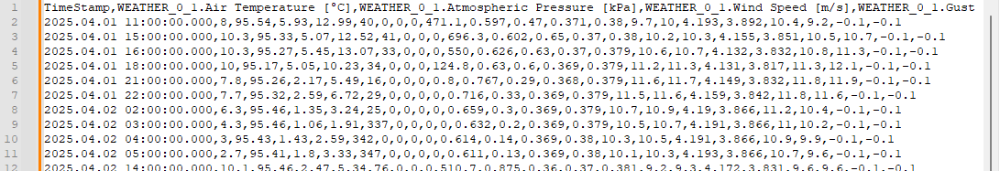 1 TimeStamp,WEATHER_0_1.Air Temperature [°C],WEATHER_0_1.Atmospheric Pressure [kPa],WEATHER_0_1.Wind Speed [m/s],WEATHER_0_1.Gust
2 2025.04.01 11:00:00.000,8,95.54,5.93,12.99,40,0,0,0,471.1,0.597,0.47,0.371,0.38,9.7,10,4.193,3.892,10.4,9.2,-0.1,-0.1
3 2025.04.01 15:00:00.000,10.3,95.33,5.07,12.52,41,0,0,0,696.3,0.602,0.65,0.37,0.38,10.2,10.3,4.155,3.851,10.5,10.7,-0.1,-0.1
4 2025.04.01 16:00:00.000,10.3,95.27,5.45,13.07,33,0,0,0,550,0.626,0.63,0.37,0.379,10.6,10.7,4.132,3.832,10.8,11.3,-0.1,-0.1
5 2025.04.01 18:00:00.000,10,95.17,5.05,10.23,34,0,0,0,124.8,0.63,0.6,0.369,0.379,11.2,11.3,4.131,3.817,11.3,12.1,-0.1,-0.1
6 2025.04.01 21:00:00.000,7.8,95.26,2.17,5.49,16,0,0,0,0.8,0.767,0.29,0.368,0.379,11.6,11.7,4.149,3.832,11.8,11.9,-0.1,-0.1
7 2025.04.01 22:00:00.000,7.7,95.32,2.59,6.72,29,0,0,0,0,0.716,0.33,0.369,0.379,11.5,11.6,4.159,3.842,11.8,11.6,-0.1,-0.1
8 2025.04.02 02:00:00.000,6.3,95.46,1.35,3.24,25,0,0,0,0,0.659,0.3,0.369,0.379,10.7,10.9,4.19,3.866,11.2,10.4,-0.1,-0.1
9 2025.04.02 03:00:00.000,4.3,95.46,1.06,1.91,337,0,0,0,0,0.632,0.2,0.369,0.379,10.5,10.7,4.191,3.866,11,10.2,-0.1,-0.1
10 2025.04.02 04:00:00.000,3,95.43,1.43,2.59,342,0,0,0,0,0.614,0.14,0.369,0.38,10.3,10.5,4.191,3.866,10.9,9.9,-0.1,-0.1
11 2025.04.02 05:00:00.000,2.7,95.41,1.8,3.33,347,0,0,0,0,0.611,0.13,0.369,0.38,10.1,10.3,4.193,3.866,10.7,9.6,-0.1,-0.1
12 2025.04.02 14:00:00.000,10.1,95.46,2.47,5.34,76,0,0,0,510.7,0.875,0.36,0.37,0.381,9.2,9.3,4.172,3.831,9.6,9.6,-0.1,-0.1